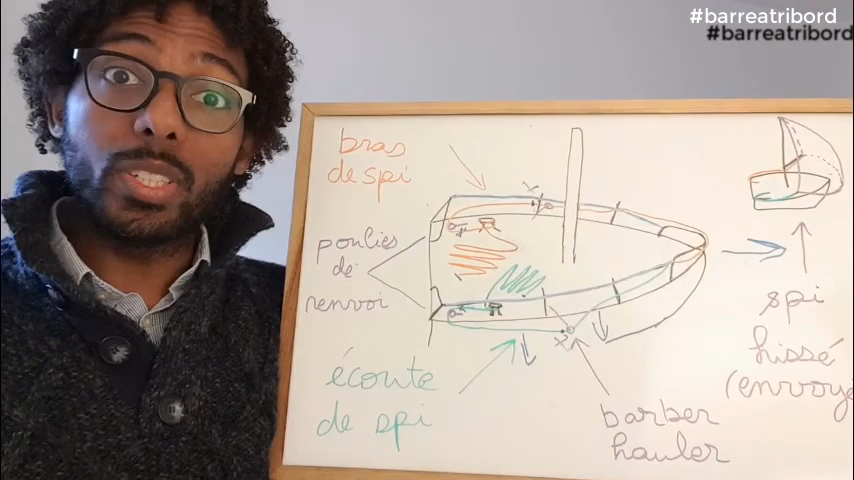 #barreatribord
#barreatribord
bras
de spi
poulies
de
renvoi
écoute
de spi
barber
hauler
spi
hissé
(envoyé